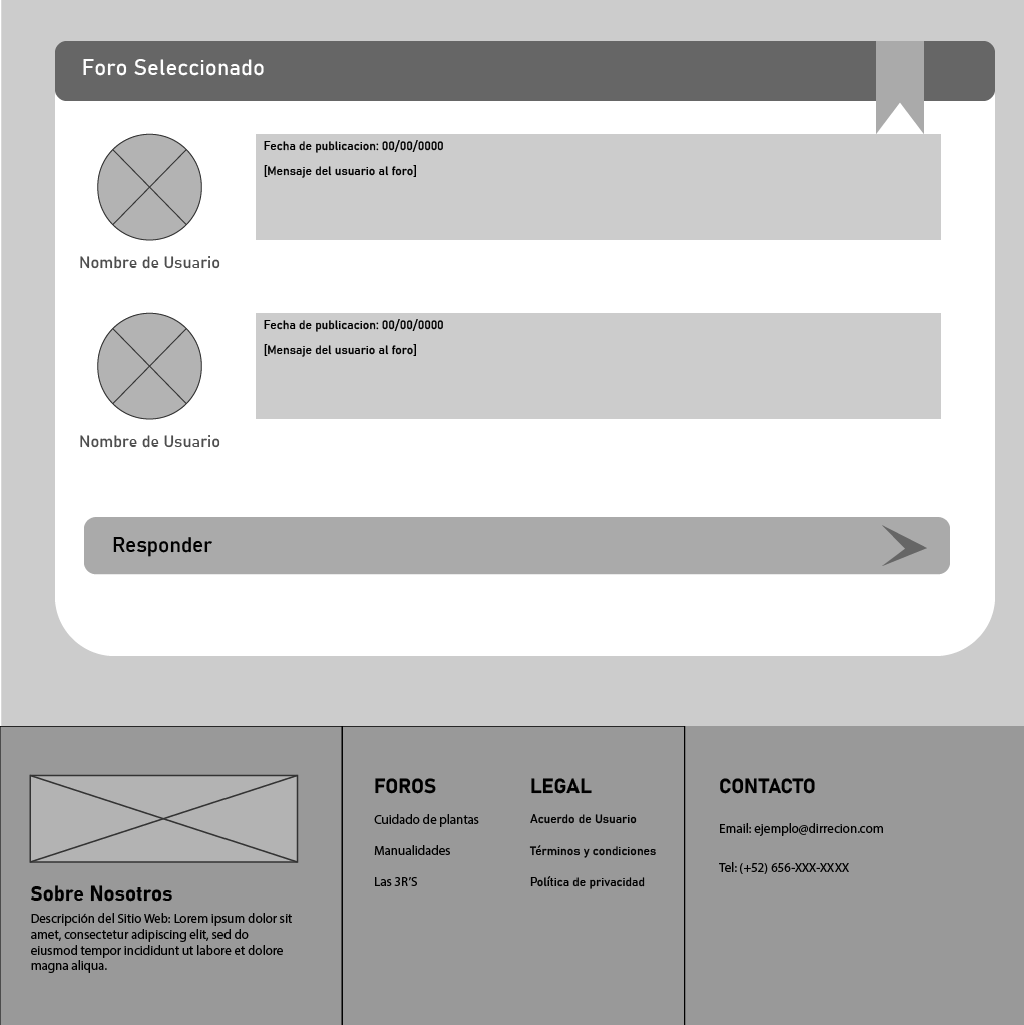 Foro Seleccionado
Fecha de publicacion: 00/00/0000
[Mensaje del usuario al foro]
Nombre de Usuario
Fecha de publicacion: 00/00/0000
[Mensaje del usuario al foro]
Nombre de Usuario
Responder
Sobre Nosotros
Descripción del Sitio Web: Lorem ipsum dolor sit
amet, consectetur adipiscing elit, sed do
eiusmod tempor incididunt ut labore et dolore
magna aliqua.
FOROS
Cuidado de plantas
Manualidades
Las 3R'S
LEGAL
Acuerdo de Usuario
Términos y condiciones
Política de privacidad
CONTACTO
Email: ejemplo@dirrecion.com
Tel: (+52) 656-XXX-XXXX